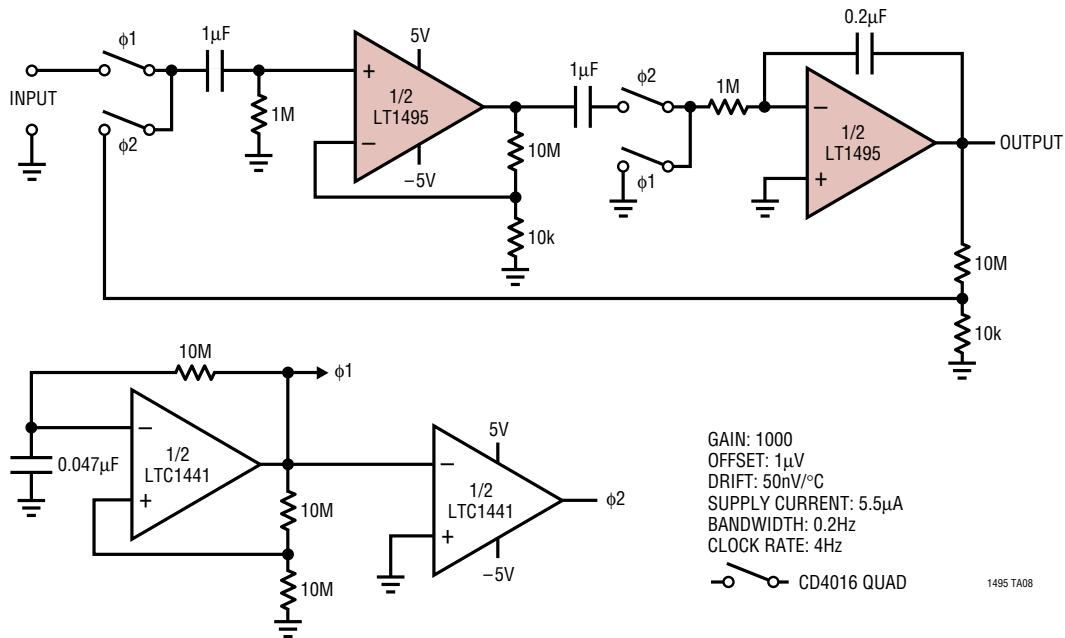 INPUT
ϕ1
ϕ2
1µF
1M
+
−
1/2
LT1495
5V
−5V
10M
10k
1µF
ϕ2
ϕ1
1M
0.2µF
−
+
1/2
LT1495
OUTPUT
10M
10k
10M
ϕ1
0.047µF
−
+
1/2
LTC1441
10M
10M
5V
−
+
1/2
LTC1441
−5V
ϕ2
GAIN: 1000
OFFSET: 1µV
DRIFT: 50nV/°C
SUPPLY CURRENT: 5.5µA
BANDWIDTH: 0.2Hz
CLOCK RATE: 4Hz
CD4016 QUAD
1495 TA08